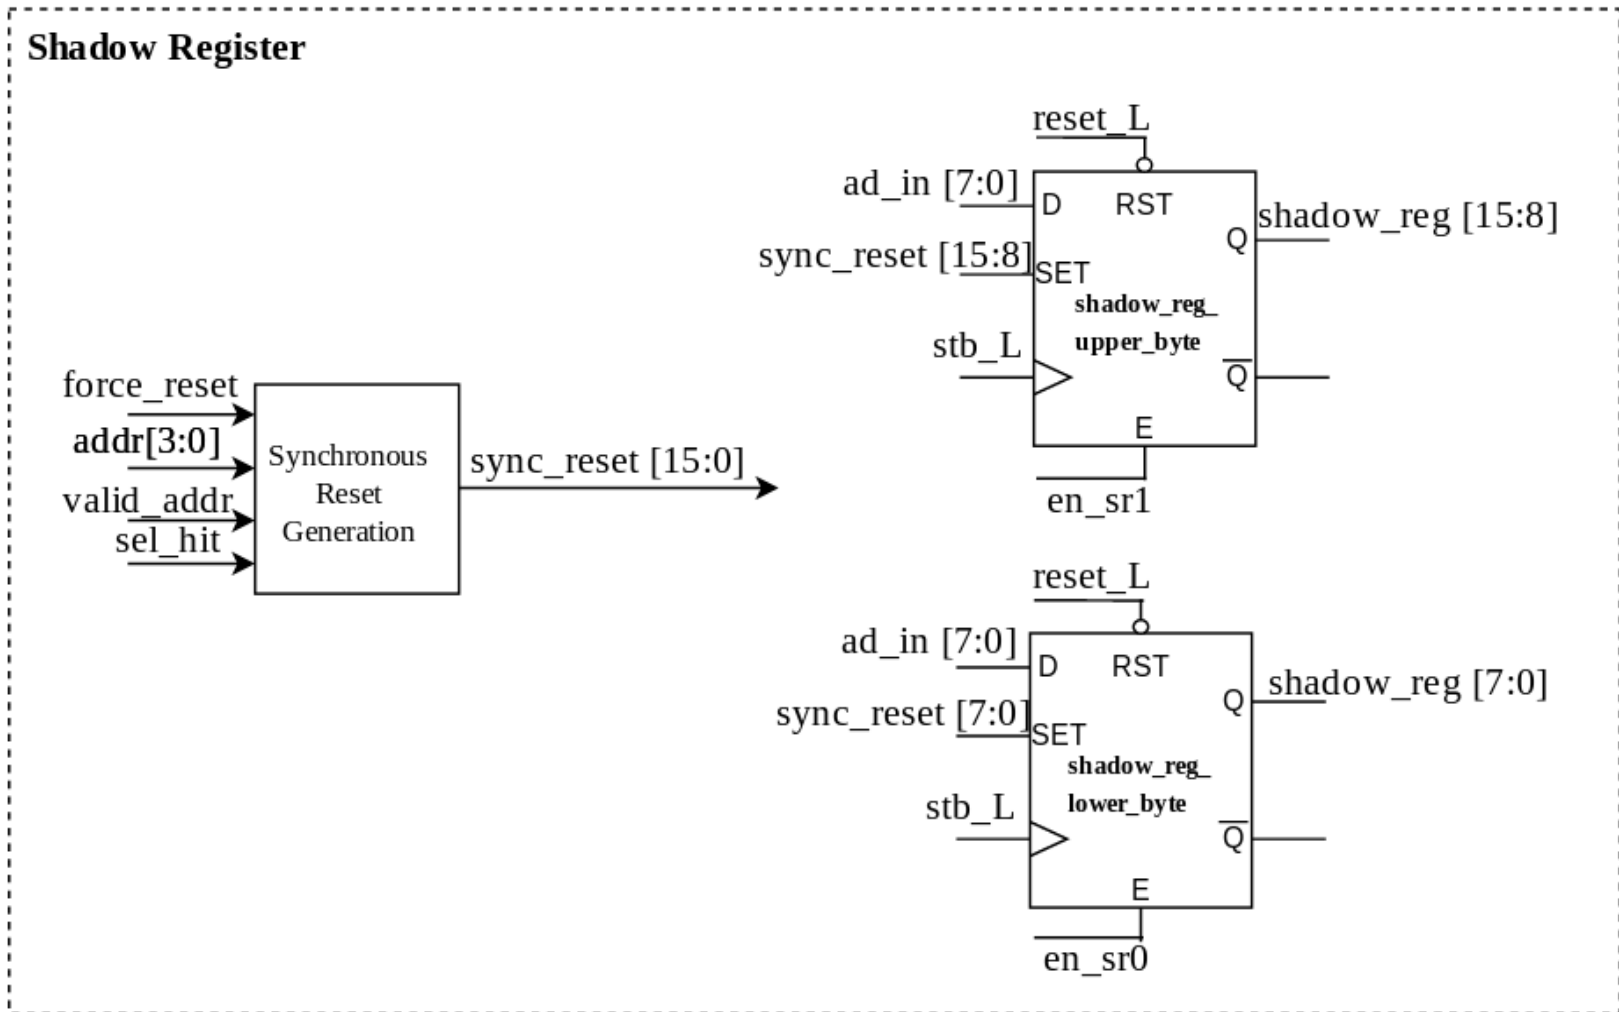 Shadow Register
force_reset
addr[3:0]
valid_addr
sel_hit
Synchronous
Reset
Generation
sync_reset [15:0]
reset_L
ad_in [7:0]
D
RST
shadow_reg [15:8]
Q
sync_reset [15:8]
SET
shadow_reg_
upper_byte
stb_L
Q
E
en_sr1
reset_L
ad_in [7:0]
D
RST
shadow_reg [7:0]
Q
sync_reset [7:0]
SET
shadow_reg_
lower_byte
stb_L
Q
E
en_sr0